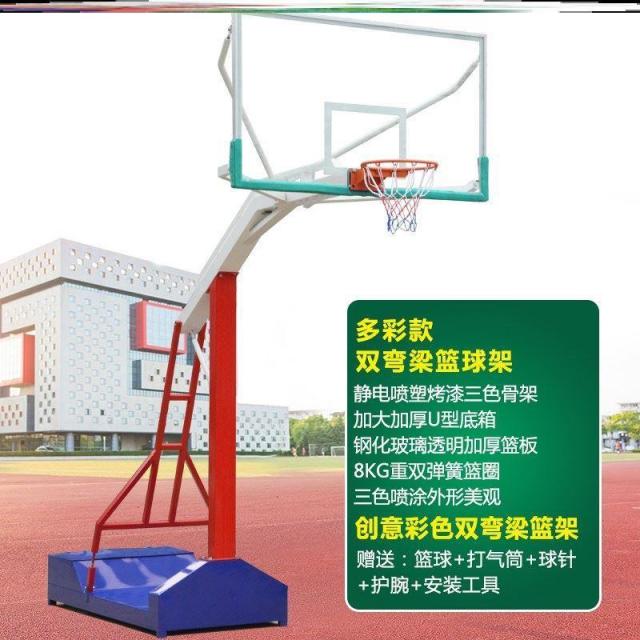 多彩款
双弯梁篮球架
静电喷塑烤漆三色骨架
加大加厚U型底箱
钢化玻璃透明加厚篮板
8KG重双弹簧篮圈
三色喷涂外形美观
创意彩色双弯梁篮架
赠送：篮球+打气筒+球针
+护腕+安装工具